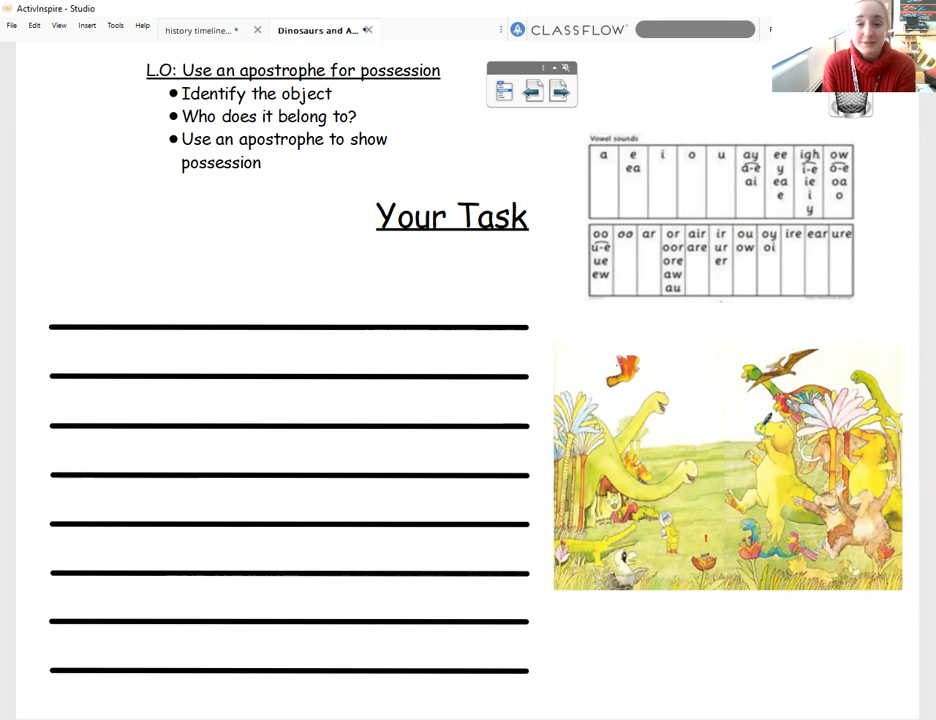 ActivInspire - Studio
File Edit View Insert Tools Help
history timeline... * Dinosaurs and A...
CLASSFLOW
L.O: Use an apostrophe for possession
• Identify the object
• Who does it belong to?
• Use an apostrophe to show
possession
Your Task
Vowel sounds
a e i o u ay ee igh ow
ea a-e y i-e o-e
ai ea ie oa
e i o
y
oo oo ar or air ir ou oy ire ear ure
u-e oor are ur ow oi
ue ore er
ew aw
au